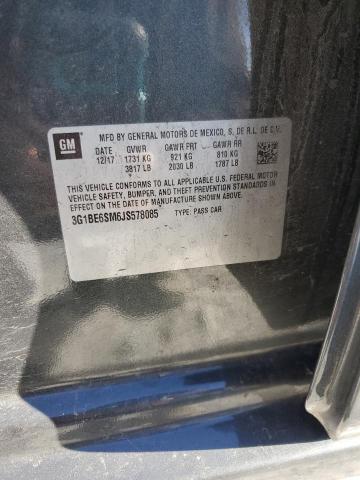 GM
MFD BY GENERAL MOTORS DE MEXICO, S. DE R.L. DE C.V.
DATE GVWR GAWR FRT GAWR RR
12/17 1731 KG 921 KG 810 KG
3817 LB 2030 LB 1787 LB
THIS VEHICLE CONFORMS TO ALL APPLICABLE U.S. FEDERAL MOTOR
VEHICLE SAFETY, BUMPER, AND THEFT PREVENTION STANDARDS IN
EFFECT ON THE DATE OF MANUFACTURE SHOWN ABOVE.
3G1BE6SM6JS578085 TYPE: PASS CAR